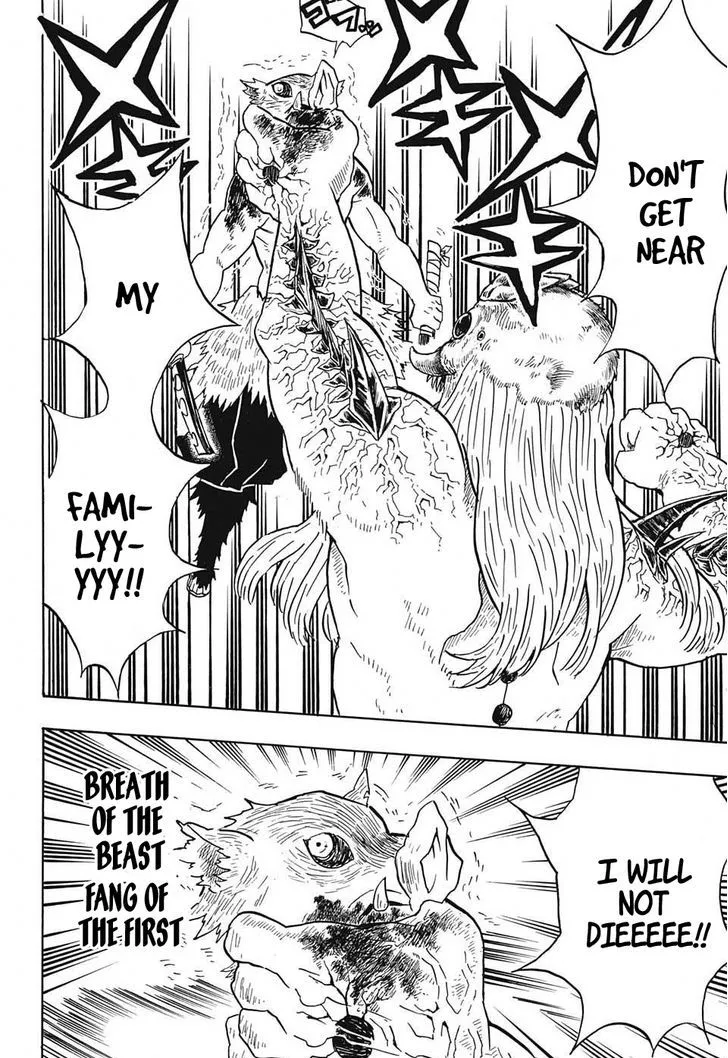 DON'T
GET
NEAR
MY
FAMI-
LYY-
YYY!!
I WILL
NOT
DIEEEEE!!
BREATH
OF THE
BEAST
FANG OF
THE FIRST